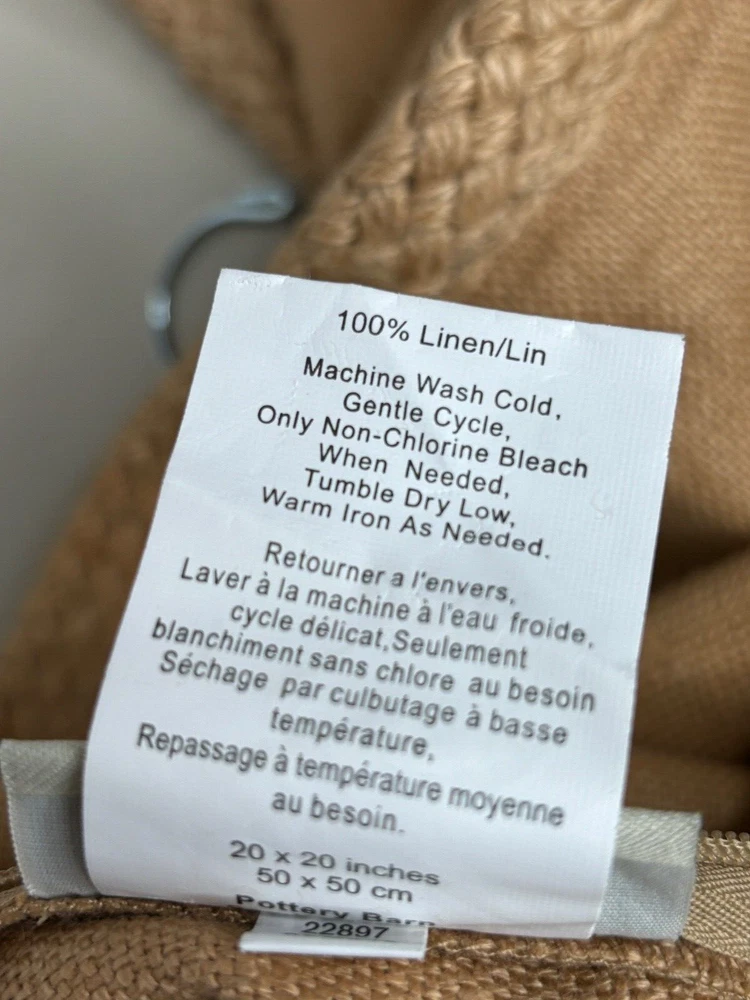 100% Linen/Lin
Machine Wash Cold,
Gentle Cycle,
Only Non-Chlorine Bleach
When Needed,
Tumble Dry Low,
Warm Iron As Needed.
Retourner a l'envers,
Laver à la machine à l'eau froide,
cycle délicat,Seulement
blanchiment sans chlore au besoin
Séchage par culbutage à basse
température,
Repassage à température moyenne
au besoin.
20 x 20 inches
50 x 50 cm
Pottery Barn
22897